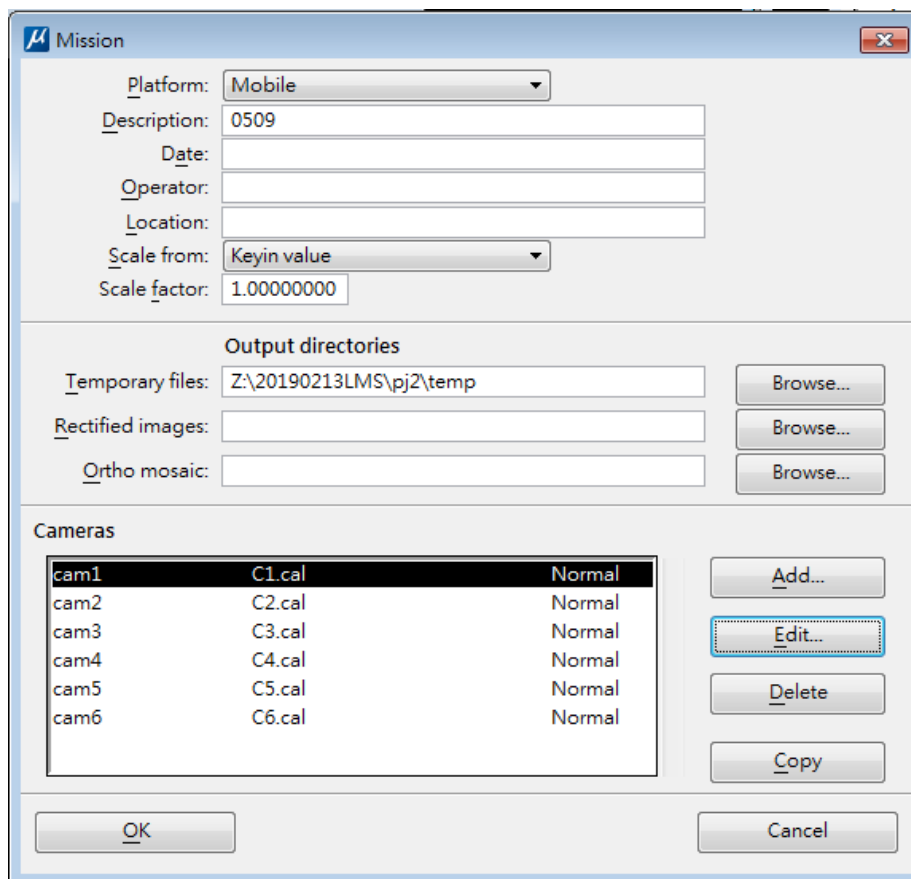 μ Mission
Platform: Mobile
Description: 0509
Date:
Operator:
Location:
Scale from: Keyin value
Scale factor: 1.00000000
Output directories
Temporary files: Z:\20190213LMS\pj2\temp Browse...
Rectified images: Browse...
Ortho mosaic: Browse...
Cameras
cam1 C1.cal Normal Add...
cam2 C2.cal Normal
cam3 C3.cal Normal Edit...
cam4 C4.cal Normal
cam5 C5.cal Normal Delete
cam6 C6.cal Normal
Copy
OK Cancel